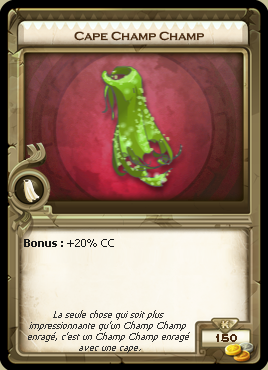 Cape Champ Champ
Bonus : +20% CC
La seule chose qui soit plus
impressionnante qu'un Champ Champ
enragé, c'est un Champ Champ enragé
avec une cape.
K
150